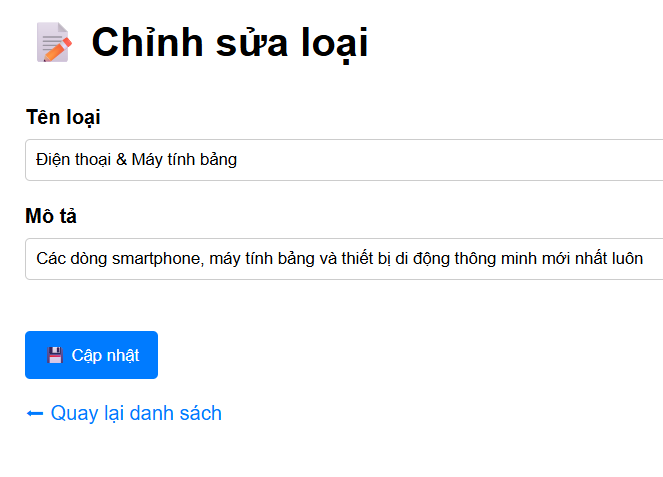 Chỉnh sửa loại
Tên loại
Điện thoại & Máy tính bảng
Mô tả
Các dòng smartphone, máy tính bảng và thiết bị di động thông minh mới nhất luôn
Cập nhật
Quay lại danh sách